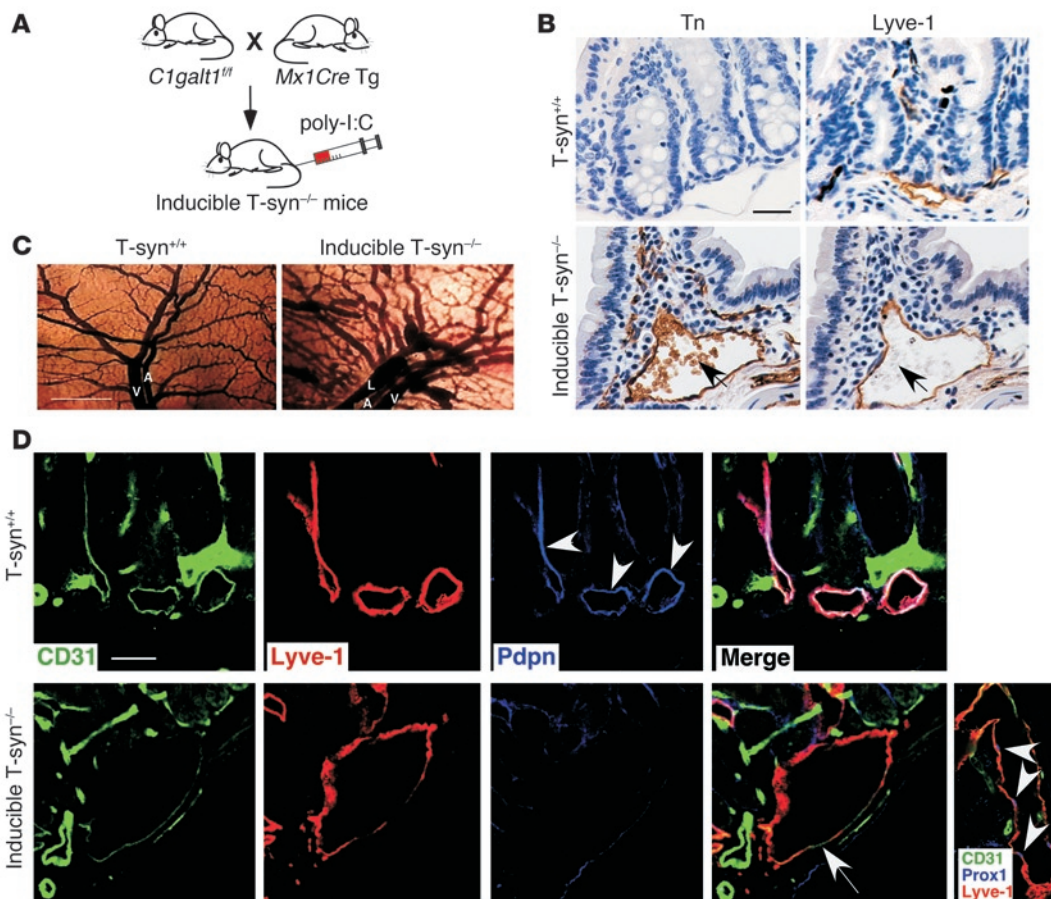 A
X
C1galt1f/f
Mx1Cre Tg
poly-I:C
Inducible T-syn–/– mice
B
Tn
Lyve-1
T-syn+/+
Inducible T-syn–/–
C
T-syn+/+
Inducible T-syn–/–
A
V
L
A
V
D
T-syn+/+
CD31
Lyve-1
Pdpn
Merge
Inducible T-syn–/–
CD31
Prox1
Lyve-1